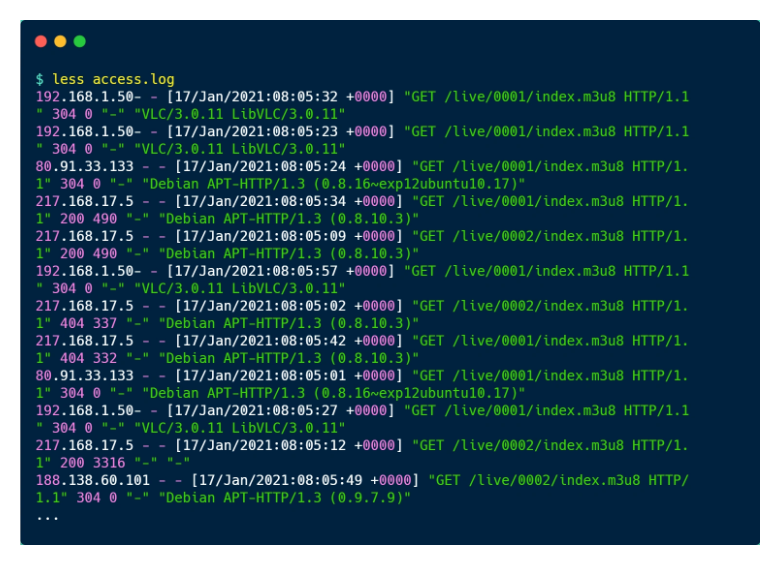 $ less access.log
192.168.1.50- - [17/Jan/2021:08:05:32 +0000] "GET /live/0001/index.m3u8 HTTP/1.1
" 304 0 "-" "VLC/3.0.11 LibVLC/3.0.11"
192.168.1.50- - [17/Jan/2021:08:05:23 +0000] "GET /live/0001/index.m3u8 HTTP/1.1
" 304 0 "-" "VLC/3.0.11 LibVLC/3.0.11"
80.91.33.133 - - [17/Jan/2021:08:05:24 +0000] "GET /live/0001/index.m3u8 HTTP/1.
1" 304 0 "-" "Debian APT-HTTP/1.3 (0.8.16~exp12ubuntu10.17)"
217.168.17.5 - - [17/Jan/2021:08:05:34 +0000] "GET /live/0001/index.m3u8 HTTP/1.
1" 200 490 "-" "Debian APT-HTTP/1.3 (0.8.10.3)"
217.168.17.5 - - [17/Jan/2021:08:05:09 +0000] "GET /live/0002/index.m3u8 HTTP/1.
1" 200 490 "-" "Debian APT-HTTP/1.3 (0.8.10.3)"
192.168.1.50- - [17/Jan/2021:08:05:57 +0000] "GET /live/0001/index.m3u8 HTTP/1.1
" 304 0 "-" "VLC/3.0.11 LibVLC/3.0.11"
217.168.17.5 - - [17/Jan/2021:08:05:02 +0000] "GET /live/0002/index.m3u8 HTTP/1.
1" 404 337 "-" "Debian APT-HTTP/1.3 (0.8.10.3)"
217.168.17.5 - - [17/Jan/2021:08:05:42 +0000] "GET /live/0001/index.m3u8 HTTP/1.
1" 404 332 "-" "Debian APT-HTTP/1.3 (0.8.10.3)"
80.91.33.133 - - [17/Jan/2021:08:05:01 +0000] "GET /live/0001/index.m3u8 HTTP/1.
1" 304 0 "-" "Debian APT-HTTP/1.3 (0.8.16~exp12ubuntu10.17)"
192.168.1.50- - [17/Jan/2021:08:05:27 +0000] "GET /live/0001/index.m3u8 HTTP/1.1
" 304 0 "-" "VLC/3.0.11 LibVLC/3.0.11"
217.168.17.5 - - [17/Jan/2021:08:05:12 +0000] "GET /live/0002/index.m3u8 HTTP/1.
1" 200 3316 "-" "-"
188.138.60.101 - - [17/Jan/2021:08:05:49 +0000] "GET /live/0002/index.m3u8 HTTP/
1.1" 304 0 "-" "Debian APT-HTTP/1.3 (0.9.7.9)"
...